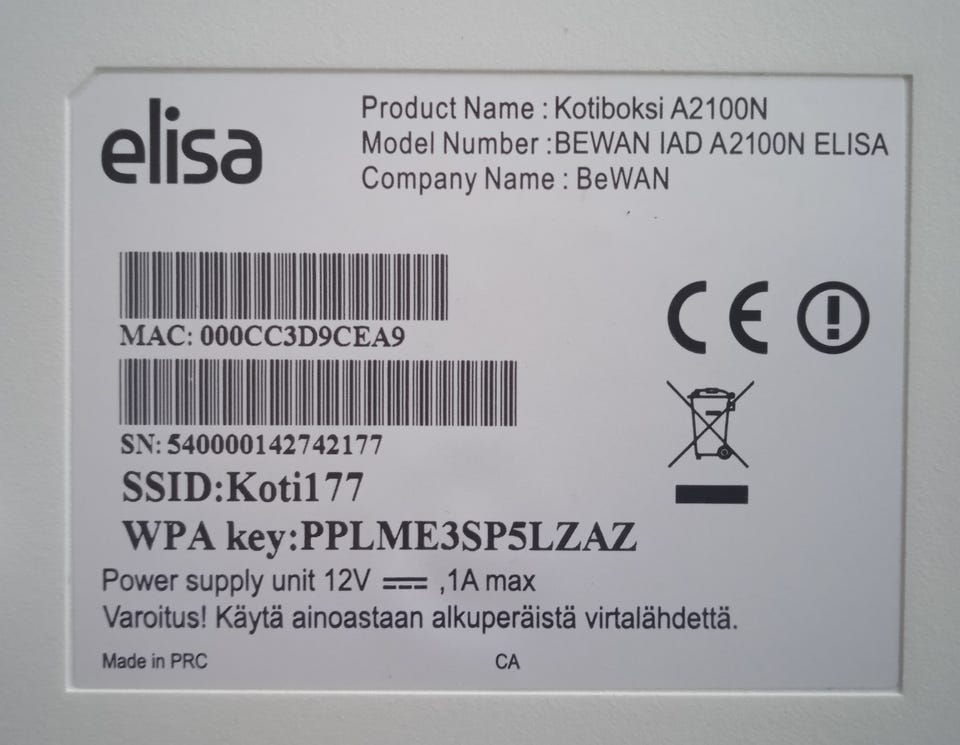 elisa
Product Name : Kotiboksi A2100N
Model Number :BEWAN IAD A2100N ELISA
Company Name : BeWAN
MAC: 000CC3D9CEA9
SN: 540000142742177
SSID:Koti177
WPA key:PPLME3SP5LZAZ
Power supply unit 12V ⎓ ,1A max
Varoitus! Käytä ainoastaan alkuperäistä virtalähdettä.
Made in PRC
CA
CE